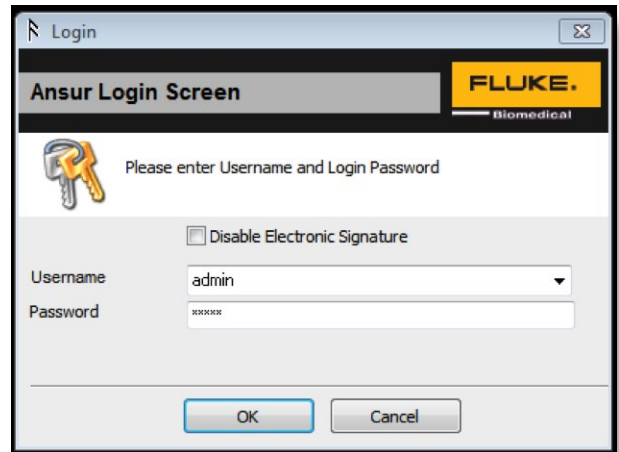 Login
Ansur Login Screen
FLUKE.
Biomedical
Please enter Username and Login Password
Disable Electronic Signature
Username admin
Password *****
OK Cancel